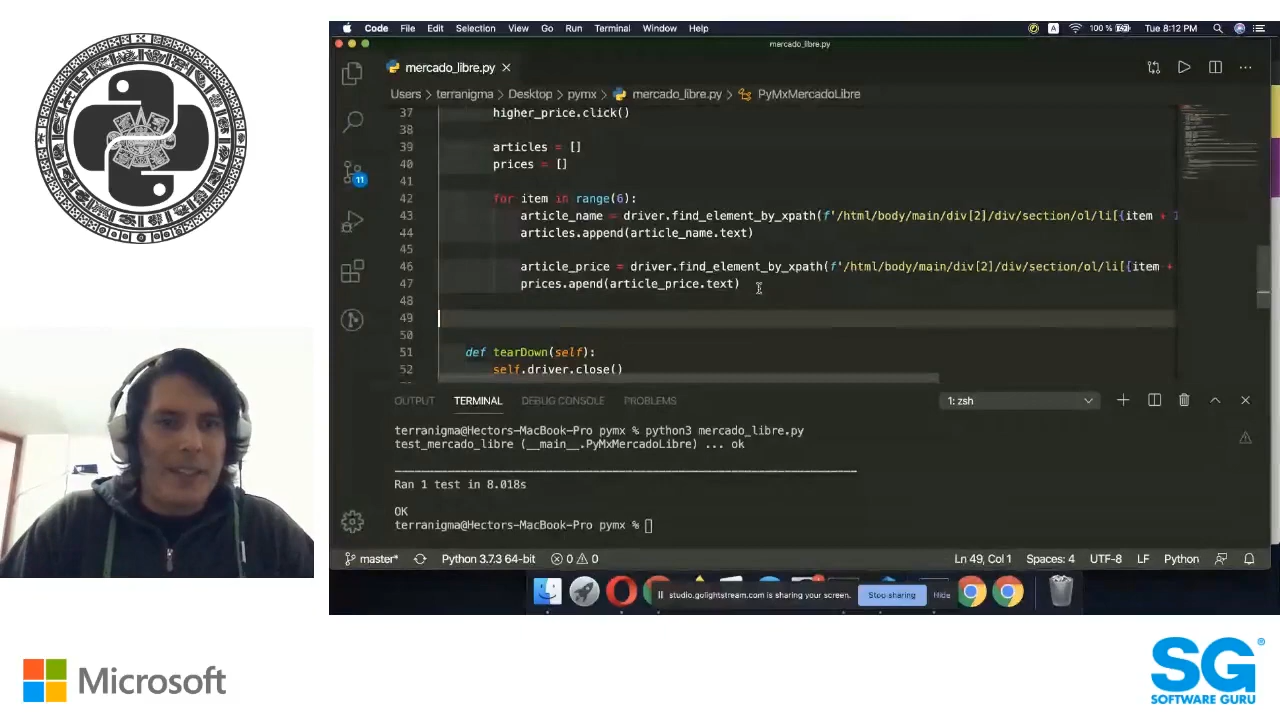 Code File Edit Selection View Go Run Terminal Window Help 100 % Tue 8:12 PM
mercado_libre.py
mercado_libre.py
Users > terranigma > Desktop > pymx > mercado_libre.py > PyMxMercadoLibre
37 higher_price.click()
38
39 articles = []
40 prices = []
41
42 for item in range(6):
43 article_name = driver.find_element_by_xpath(f'/html/body/main/div[2]/div/section/ol/li[{item +
44 articles.append(article_name.text)
45
46 article_price = driver.find_element_by_xpath(f'/html/body/main/div[2]/div/section/ol/li[{item +
47 prices.apend(article_price.text)
48
49
50
51 def tearDown(self):
52 self.driver.close()
11
OUTPUT TERMINAL DEBUG CONSOLE PROBLEMS 1: zsh
terranigma@Hectors-MacBook-Pro pymx % python3 mercado_libre.py
test_mercado_libre (__main__.PyMxMercadoLibre) ... ok
Ran 1 test in 8.018s
OK
terranigma@Hectors-MacBook-Pro pymx %
master* Python 3.7.3 64-bit 0 0 Ln 49, Col 1 Spaces: 4 UTF-8 LF Python
studio.golightstream.com is sharing your screen. Stop sharing Hide
Microsoft
SG
SOFTWARE GURU